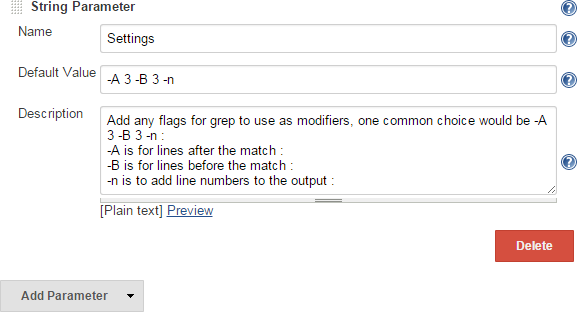 String Parameter
Name
Settings
Default Value
-A 3 -B 3 -n
Description
Add any flags for grep to use as modifiers, one common choice would be -A
3 -B 3 -n :
-A is for lines after the match :
-B is for lines before the match :
-n is to add line numbers to the output :
[Plain text] Preview
Delete
Add Parameter